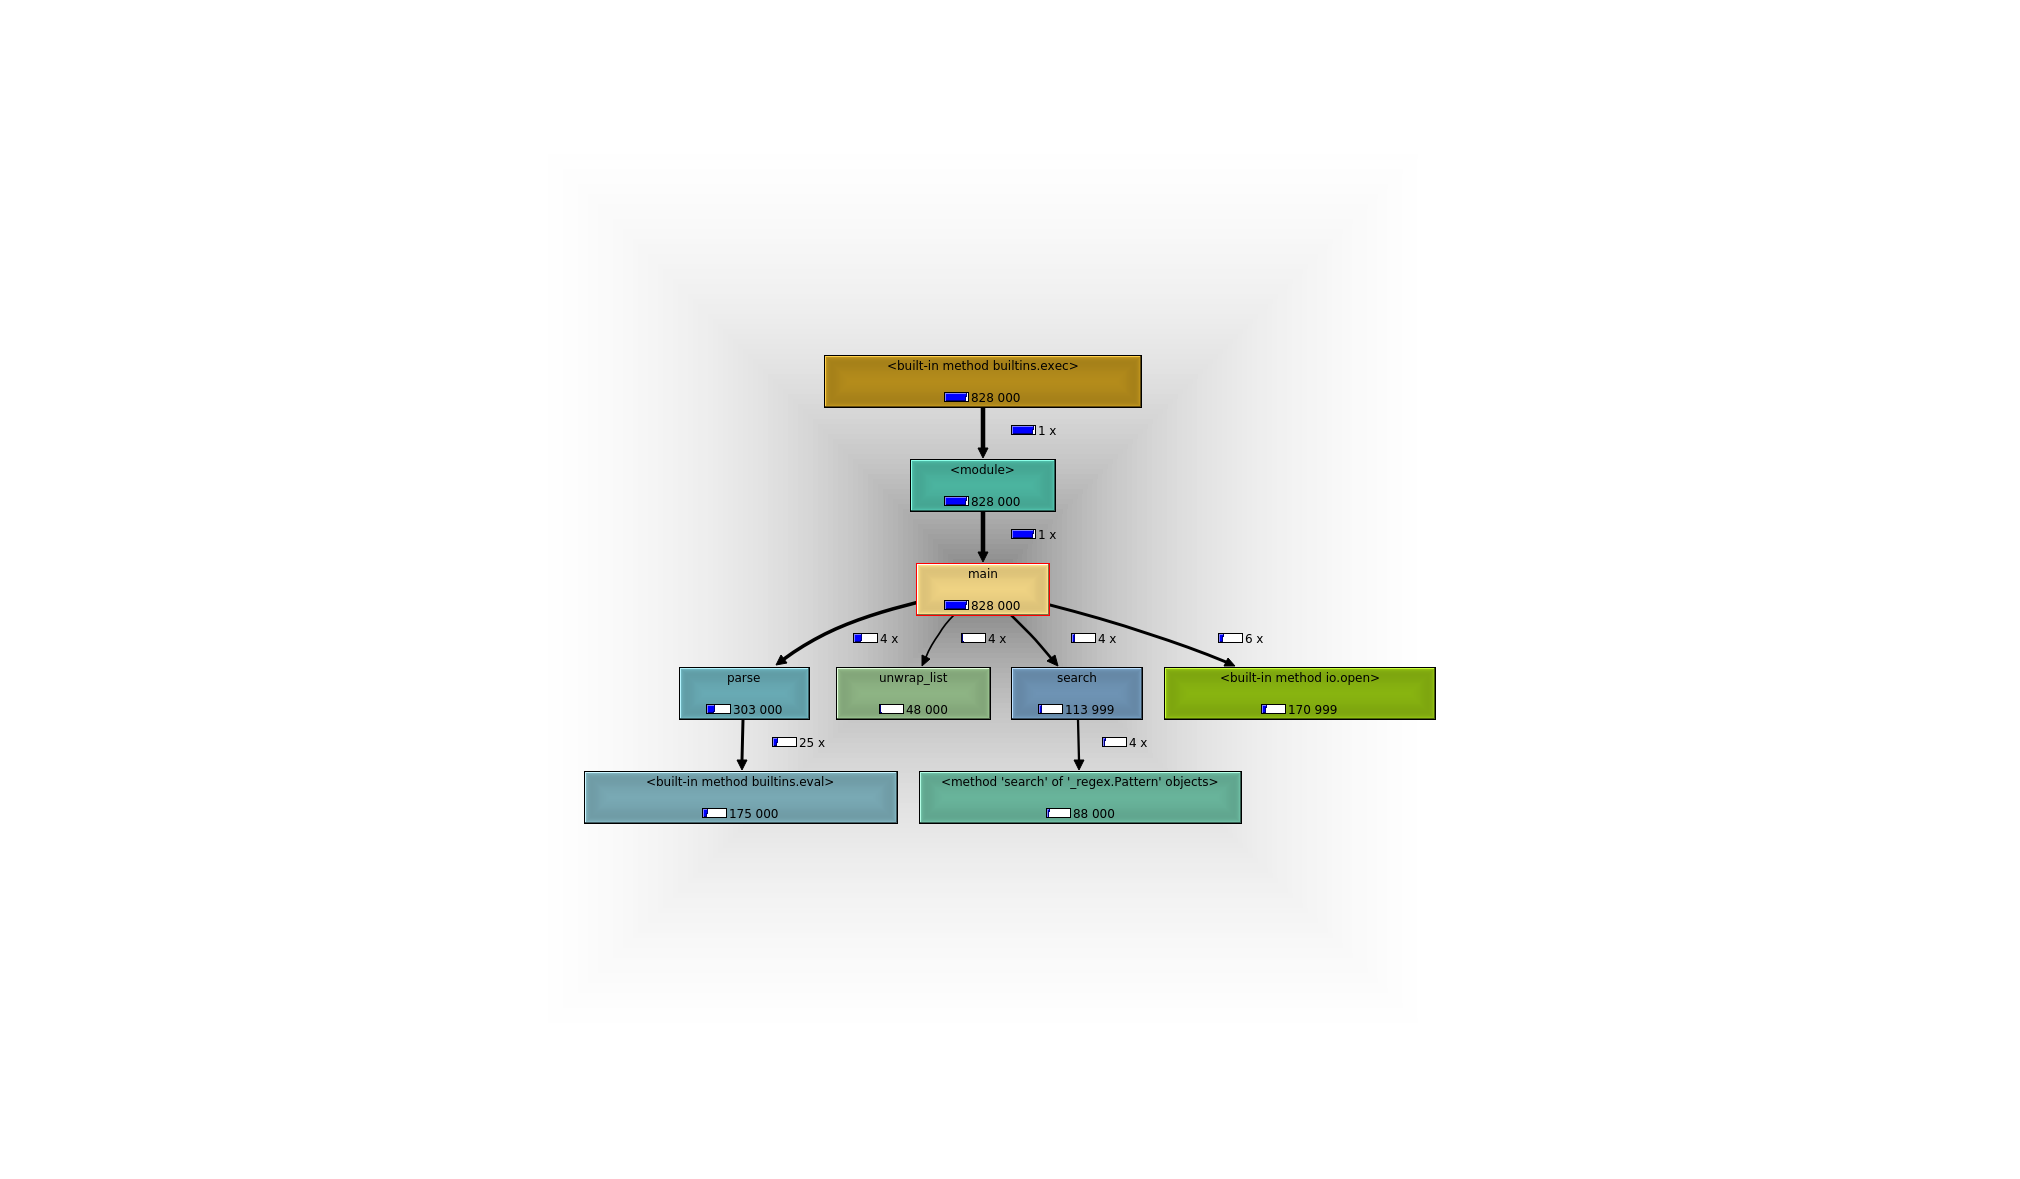 <built-in method builtins.exec>
828 000
1 x
<module>
828 000
1 x
main
828 000
4 x
4 x
4 x
6 x
parse
303 000
unwrap_list
48 000
search
113 999
<built-in method io.open>
170 999
25 x
4 x
<built-in method builtins.eval>
175 000
<method 'search' of '_regex.Pattern' objects>
88 000